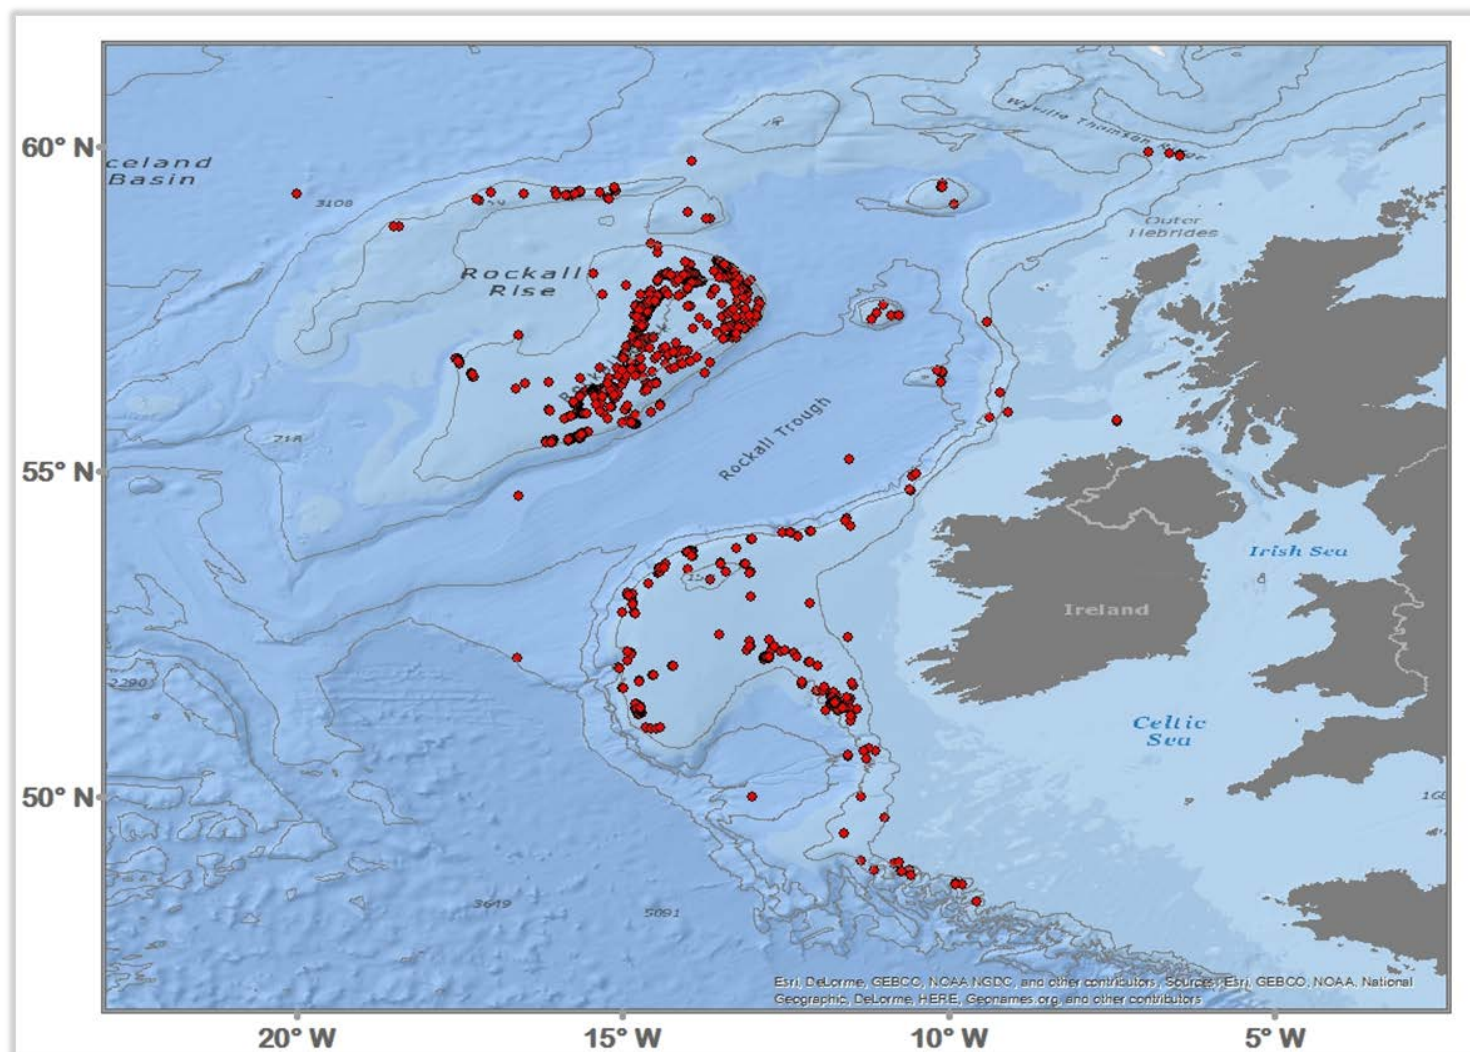 60° N
celand
Basin
3108
Wyville Thomson Ridge
Outer
Hebrides
Rockall
Rise
Rockall Trough
718
55° N
Irish Sea
Ireland
2290
Celtic
Sea
50° N
3649
5091
Esri, DeLorme, GEBCO, NOAA NGDC, and other contributors, Sources: Esri, GEBCO, NOAA, National
Geographic, DeLorme, HERE, Geonames.org, and other contributors
20° W
15° W
10° W
5° W